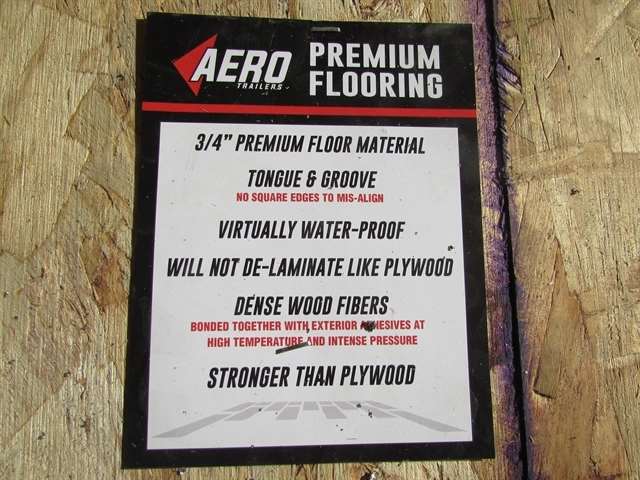 AERO
TRAILERS
PREMIUM
FLOORING
3/4" PREMIUM FLOOR MATERIAL
TONGUE & GROOVE
NO SQUARE EDGES TO MIS-ALIGN
VIRTUALLY WATER-PROOF
WILL NOT DE-LAMINATE LIKE PLYWOOD
DENSE WOOD FIBERS
BONDED TOGETHER WITH EXTERIOR ADHESIVES AT
HIGH TEMPERATURE AND INTENSE PRESSURE
STRONGER THAN PLYWOOD